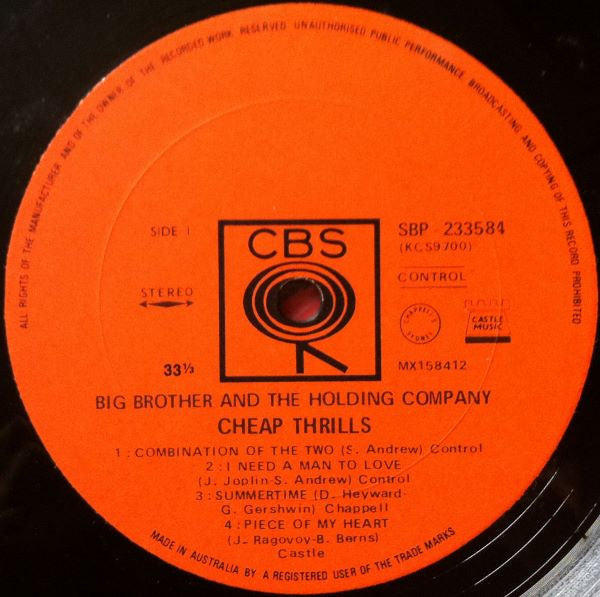 ALL RIGHTS OF THE MANUFACTURER AND OF THE OWNER OF THE RECORDED WORK RESERVED UNAUTHORISED PUBLIC PERFORMANCE BROADCASTING AND COPYING OF THIS RECORD PROHIBITED
SIDE 1
CBS
SBP - 233584
(KCS9700)
STEREO
CONTROL
CHAPPELL'S
SYDNEY
CASTLE
MUSIC
33⅓
MX158412
BIG BROTHER AND THE HOLDING COMPANY
CHEAP THRILLS
1 : COMBINATION OF THE TWO (S. Andrew) Control
2 : I NEED A MAN TO LOVE
(J. Joplin-S. Andrew) Control
3 : SUMMERTIME (D. Heyward-
G. Gershwin) Chappell
4 : PIECE OF MY HEART
(J. Ragovoy-B. Berns)
Castle
MADE IN AUSTRALIA BY A REGISTERED USER OF THE TRADE MARKS